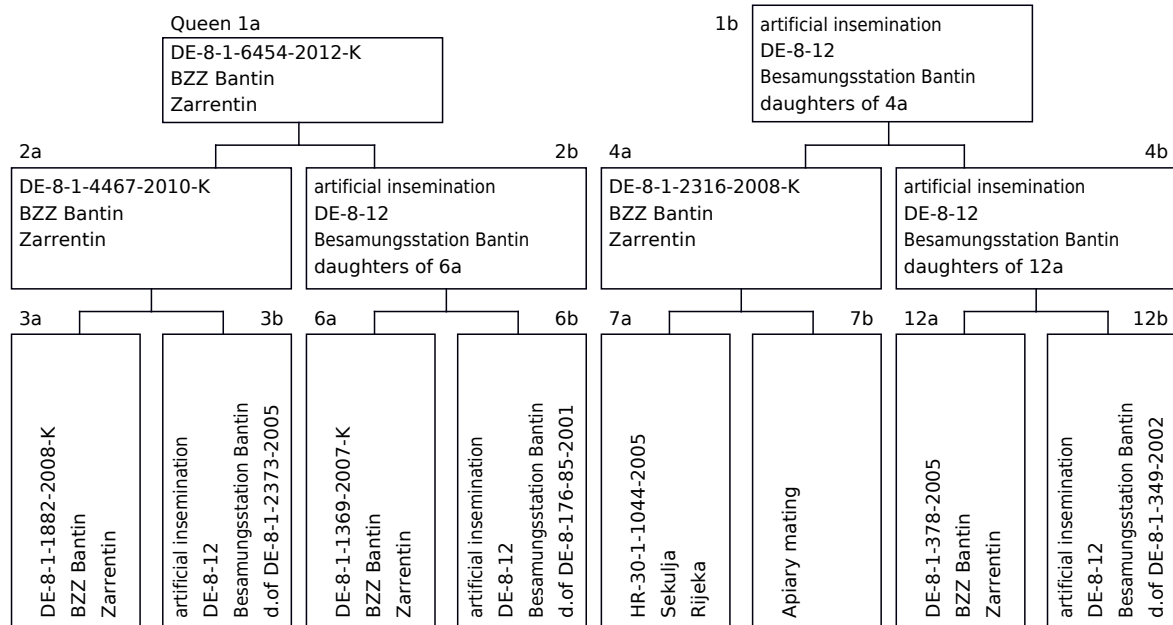 Queen 1a
DE-8-1-6454-2012-K
BZZ Bantin
Zarrentin
1b
artificial insemination
DE-8-12
Besamungsstation Bantin
daughters of 4a
2a
DE-8-1-4467-2010-K
BZZ Bantin
Zarrentin
2b
artificial insemination
DE-8-12
Besamungsstation Bantin
daughters of 6a
4a
DE-8-1-2316-2008-K
BZZ Bantin
Zarrentin
4b
artificial insemination
DE-8-12
Besamungsstation Bantin
daughters of 12a
3a
DE-8-1-1882-2008-K
BZZ Bantin
Zarrentin
3b
artificial insemination
DE-8-12
Besamungsstation Bantin
d.of DE-8-1-2373-2005
6a
DE-8-1-1369-2007-K
BZZ Bantin
Zarrentin
6b
artificial insemination
DE-8-12
Besamungsstation Bantin
d.of DE-8-176-85-2001
7a
HR-30-1-1044-2005
Sekulja
Rijeka
7b
Apiary mating
12a
DE-8-1-378-2005
BZZ Bantin
Zarrentin
12b
artificial insemination
DE-8-12
Besamungsstation Bantin
d.of DE-8-1-349-2002